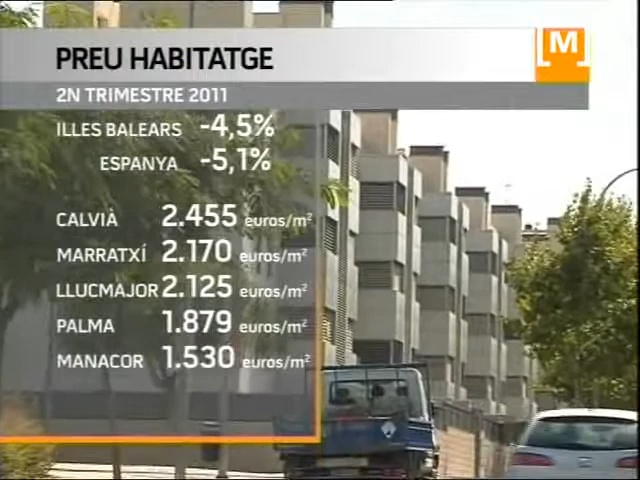 PREU HABITATGE
[M]
2N TRIMESTRE 2011
ILLES BALEARS -4,5%
ESPANYA -5,1%
CALVIÀ 2.455 euros/m²
MARRATXÍ 2.170 euros/m²
LLUCMAJOR 2.125 euros/m²
PALMA 1.879 euros/m²
MANACOR 1.530 euros/m²